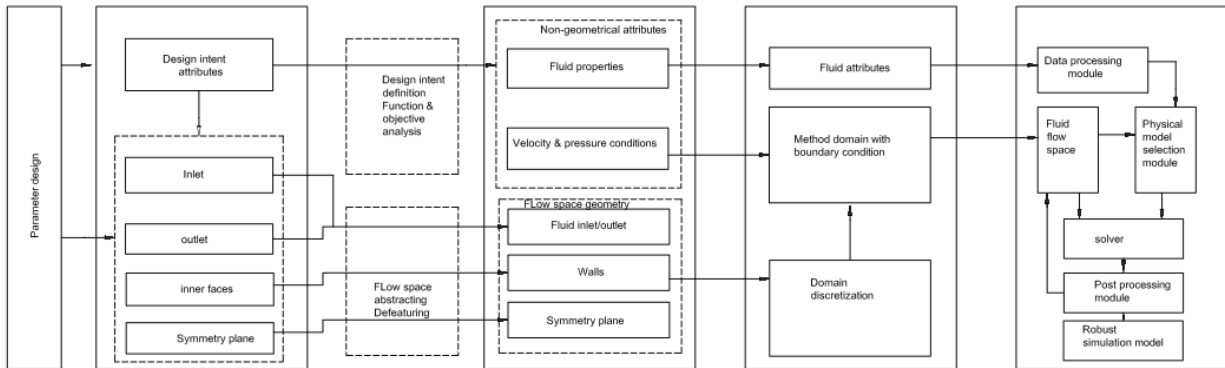 Parameter design
Design intent
attributes
Inlet
outlet
inner faces
Symmetry plane
Design intent
definition
Function &
objective
analysis
FLow space
abstracting
Defeaturing
Non-geometrical attributes
Fluid properties
Velocity & pressure conditions
FLow space geometry
Fluid inlet/outlet
Walls
Symmetry plane
Fluid attributes
Method domain with
boundary condition
Domain
discretization
Data processing
module
Fluid
flow
space
Physical
model
selection
module
solver
Post processing
module
Robust
simulation model